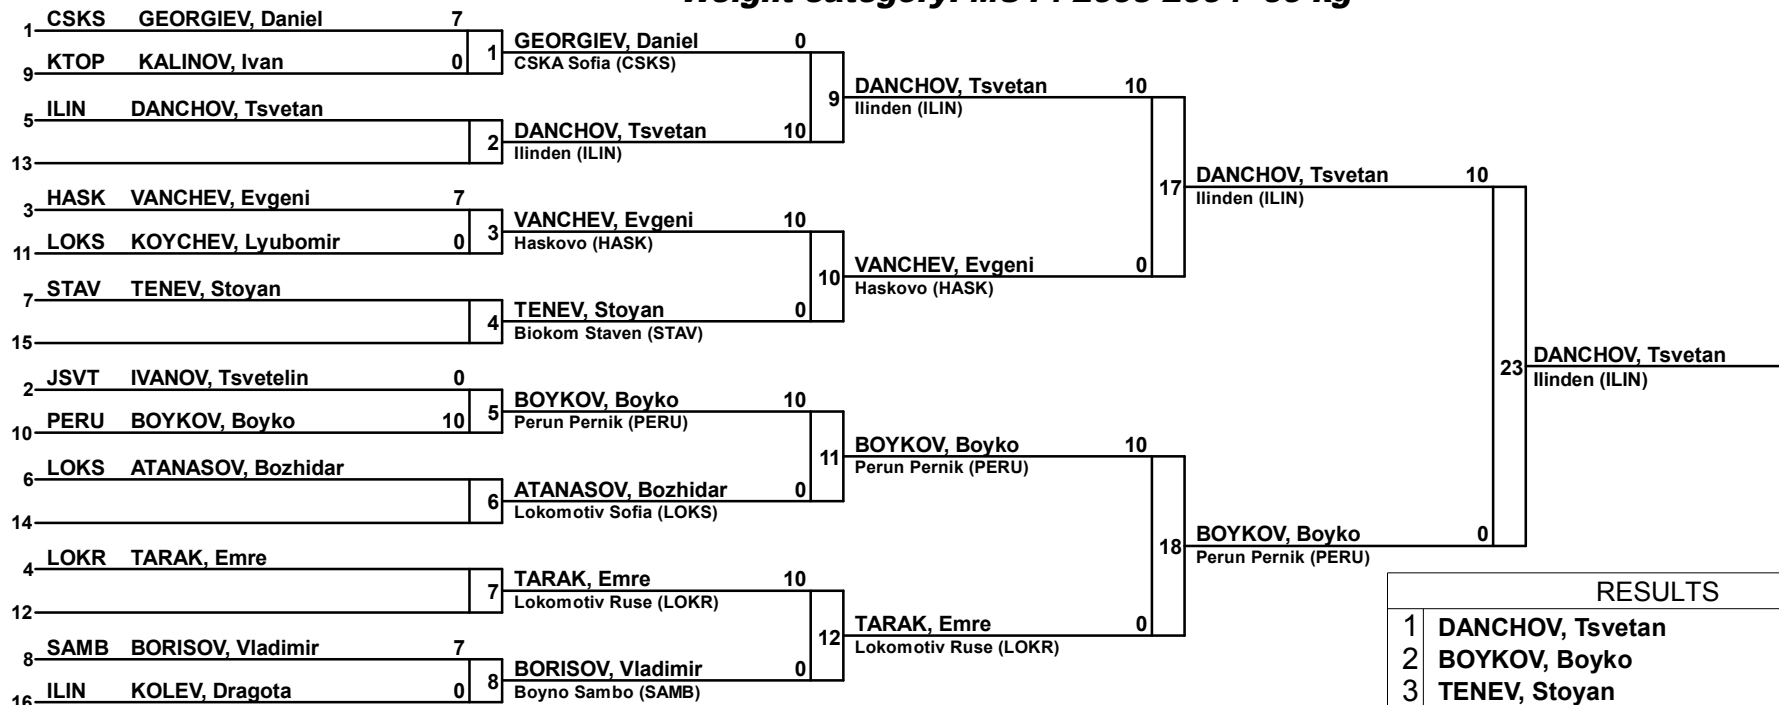 1 CSKS GEORGIEV, Daniel 7
9 KTOP KALINOV, Ivan 0
1
GEORGIEV, Daniel 0
CSKA Sofia (CSKS)
5 ILIN DANCHOV, Tsvetan
13
2
DANCHOV, Tsvetan 10
Ilinden (ILIN)
9
DANCHOV, Tsvetan 10
Ilinden (ILIN)
3 HASK VANCHEV, Evgeni 7
11 LOKS KOYCHEV, Lyubomir 0
3
VANCHEV, Evgeni 10
Haskovo (HASK)
7 STAV TENEV, Stoyan
15
4
TENEV, Stoyan 0
Biokom Staven (STAV)
10
VANCHEV, Evgeni 0
Haskovo (HASK)
17
DANCHOV, Tsvetan 10
Ilinden (ILIN)
2 JSVT IVANOV, Tsvetelin 0
10 PERU BOYKOV, Boyko 10
5
BOYKOV, Boyko 10
Perun Pernik (PERU)
6 LOKS ATANASOV, Bozhidar
14
6
ATANASOV, Bozhidar 0
Lokomotiv Sofia (LOKS)
11
BOYKOV, Boyko 10
Perun Pernik (PERU)
4 LOKR TARAK, Emre
12
7
TARAK, Emre 10
Lokomotiv Ruse (LOKR)
8 SAMB BORISOV, Vladimir 7
16 ILIN KOLEV, Dragota 0
8
BORISOV, Vladimir 0
Boyno Sambo (SAMB)
12
TARAK, Emre 0
Lokomotiv Ruse (LOKR)
18
BOYKOV, Boyko 0
Perun Pernik (PERU)
23
DANCHOV, Tsvetan
Ilinden (ILIN)
RESULTS
1 DANCHOV, Tsvetan
2 BOYKOV, Boyko
3 TENEV, Stoyan